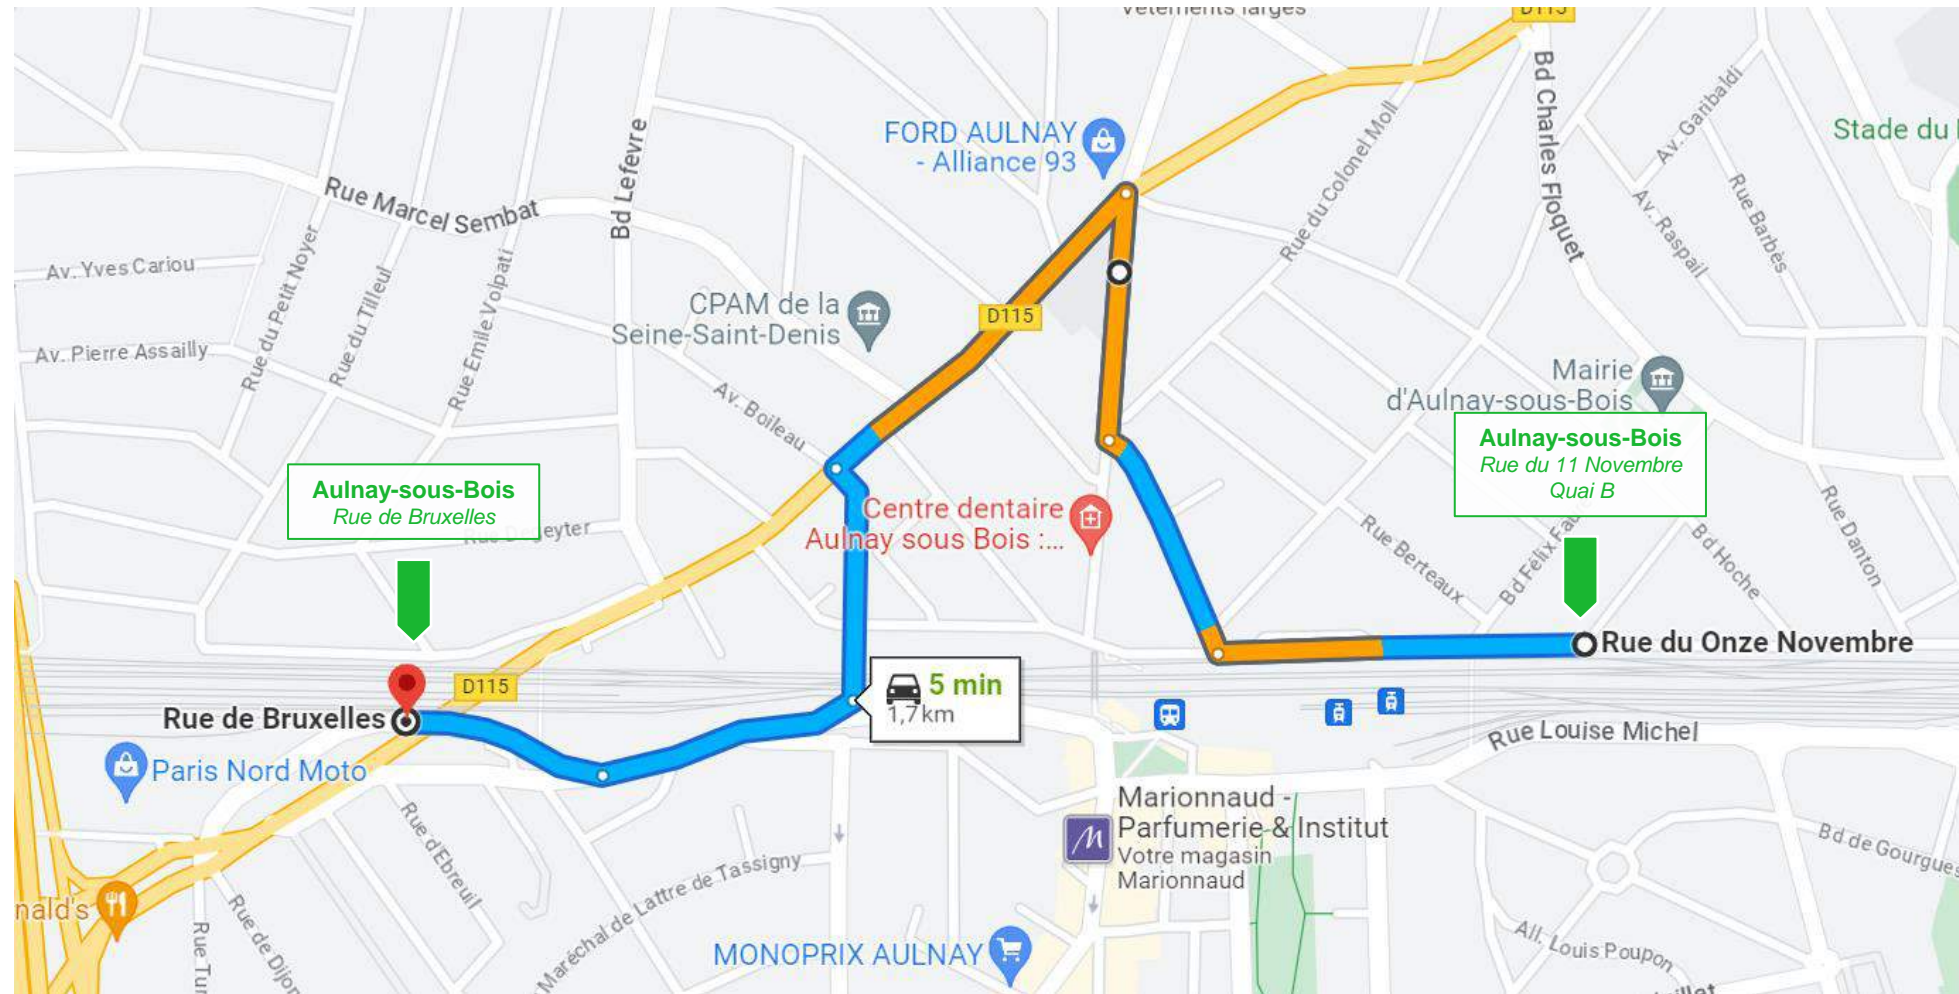 Vêtements larges
D115
Bd Charles Floquet
Av. Garibaldi
Stade du
FORD AULNAY
- Alliance 93
Rue du Colonel Moll
Rue Marcel Sembat
Bd Lefevre
Av. Raspail
Rue Barbès
Av. Yves Cariou
Rue du Petit Noyer
Rue du Tilleul
Rue Emile Volpati
CPAM de la
Seine-Saint-Denis
D115
Av. Pierre Assailly
Mairie
d'Aulnay-sous-Bois
Av. Boileau
Aulnay-sous-Bois
Rue du 11 Novembre
Quai B
Aulnay-sous-Bois
Rue de Bruxelles
Centre dentaire
Aulnay sous Bois :...
Rue Berteaux
Bd Félix
Bd Hoche
Rue Danton
Rue du Onze Novembre
D115
5 min
1,7 km
Rue de Bruxelles
Rue Louise Michel
Paris Nord Moto
Marionnaud -
Parfumerie & Institut
Votre magasin
Marionnaud
Rue d'Ebreuil
Maréchal de Lattre de Tassigny
Bd de Gourgues
nald's
Rue de Dijon
MONOPRIX AULNAY
All. Louis Poupon